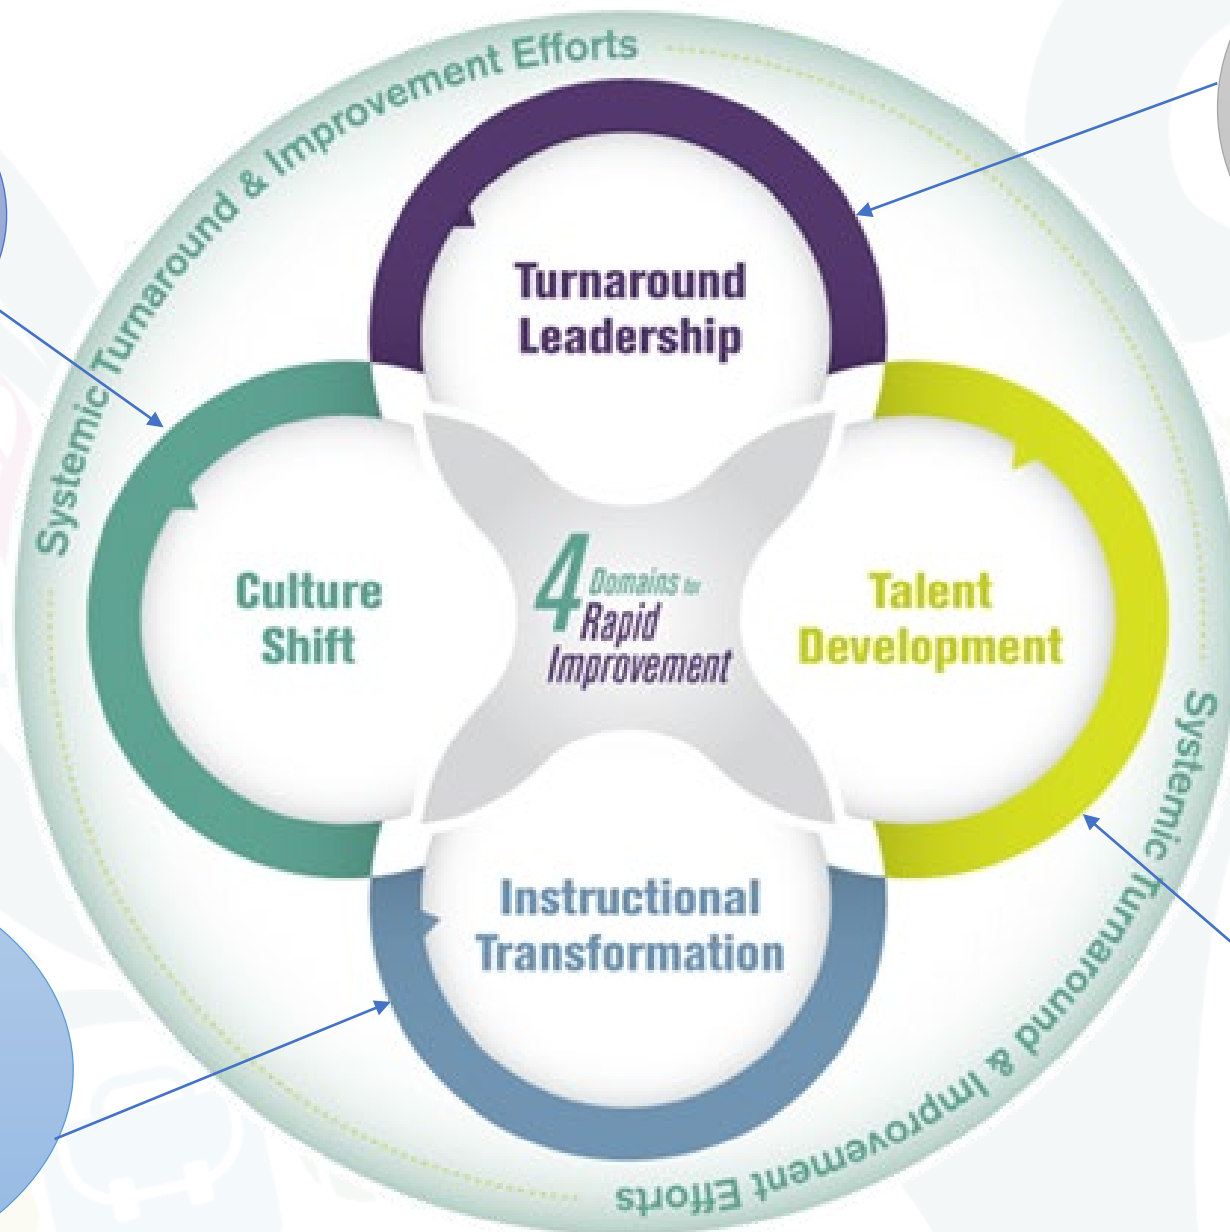 Systemic Turnaround & Improvement Efforts
Turnaround
Leadership
Culture
Shift
4 Domains for
Rapid
Improvement
Talent
Development
Instructional
Transformation
Systemic Turnaround & Improvement Efforts